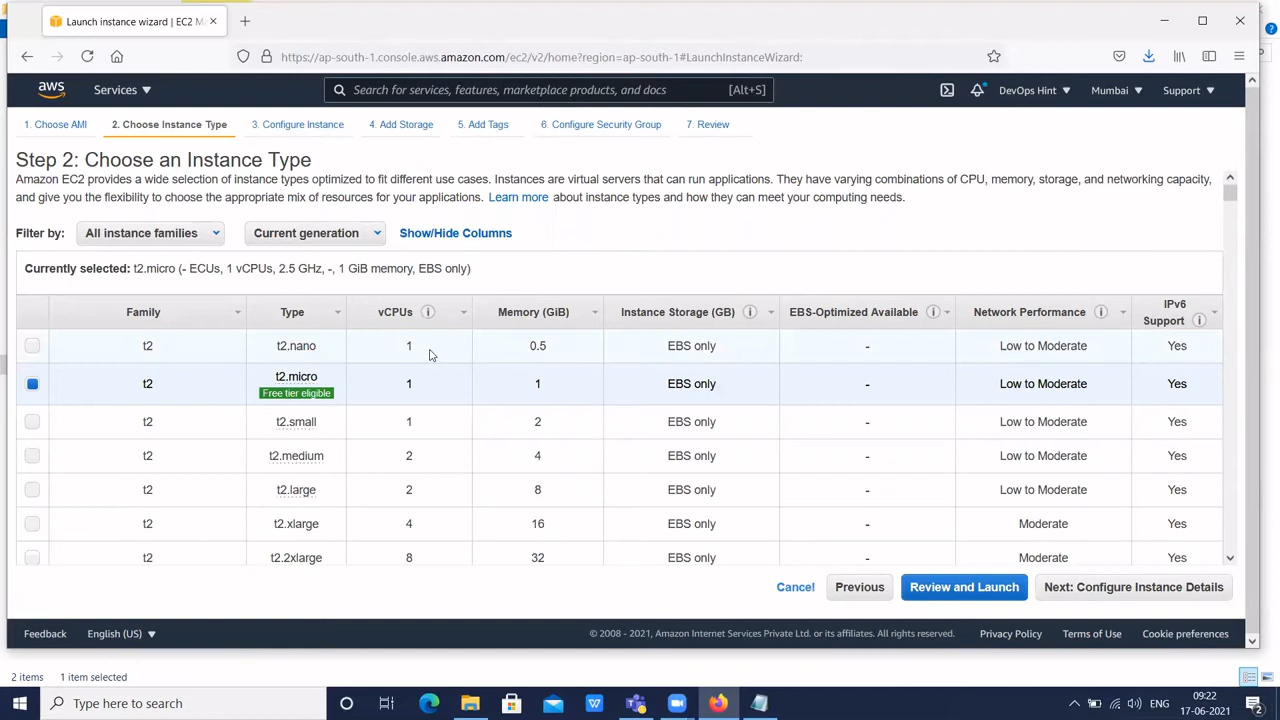 Launch instance wizard | EC2 M
https://ap-south-1.console.aws.amazon.com/ec2/v2/home?region=ap-south-1#LaunchInstanceWizard:
aws Services Search for services, features, marketplace products, and docs [Alt+S] DevOps Hint Mumbai Support
1. Choose AMI 2. Choose Instance Type 3. Configure Instance 4. Add Storage 5. Add Tags 6. Configure Security Group 7. Review
Step 2: Choose an Instance Type
Amazon EC2 provides a wide selection of instance types optimized to fit different use cases. Instances are virtual servers that can run applications. They have varying combinations of CPU, memory, storage, and networking capacity,
and give you the flexibility to choose the appropriate mix of resources for your applications. Learn more about instance types and how they can meet your computing needs.
Filter by: All instance families Current generation Show/Hide Columns
Currently selected: t2.micro (- ECUs, 1 vCPUs, 2.5 GHz, -, 1 GiB memory, EBS only)
Family Type vCPUs Memory (GiB) Instance Storage (GB) EBS-Optimized Available Network Performance IPv6 Support
t2 t2.nano 1 0.5 EBS only - Low to Moderate Yes
t2 t2.micro 1 1 EBS only - Low to Moderate Yes
Free tier eligible
t2 t2.small 1 2 EBS only - Low to Moderate Yes
t2 t2.medium 2 4 EBS only - Low to Moderate Yes
t2 t2.large 2 8 EBS only - Low to Moderate Yes
t2 t2.xlarge 4 16 EBS only - Moderate Yes
t2 t2.2xlarge 8 32 EBS only - Moderate Yes
Cancel Previous Review and Launch Next: Configure Instance Details
Feedback English (US) © 2008 - 2021, Amazon Internet Services Private Ltd. or its affiliates. All rights reserved. Privacy Policy Terms of Use Cookie preferences
2 items 1 item selected
Type here to search ENG 09:22
17-06-2021 2